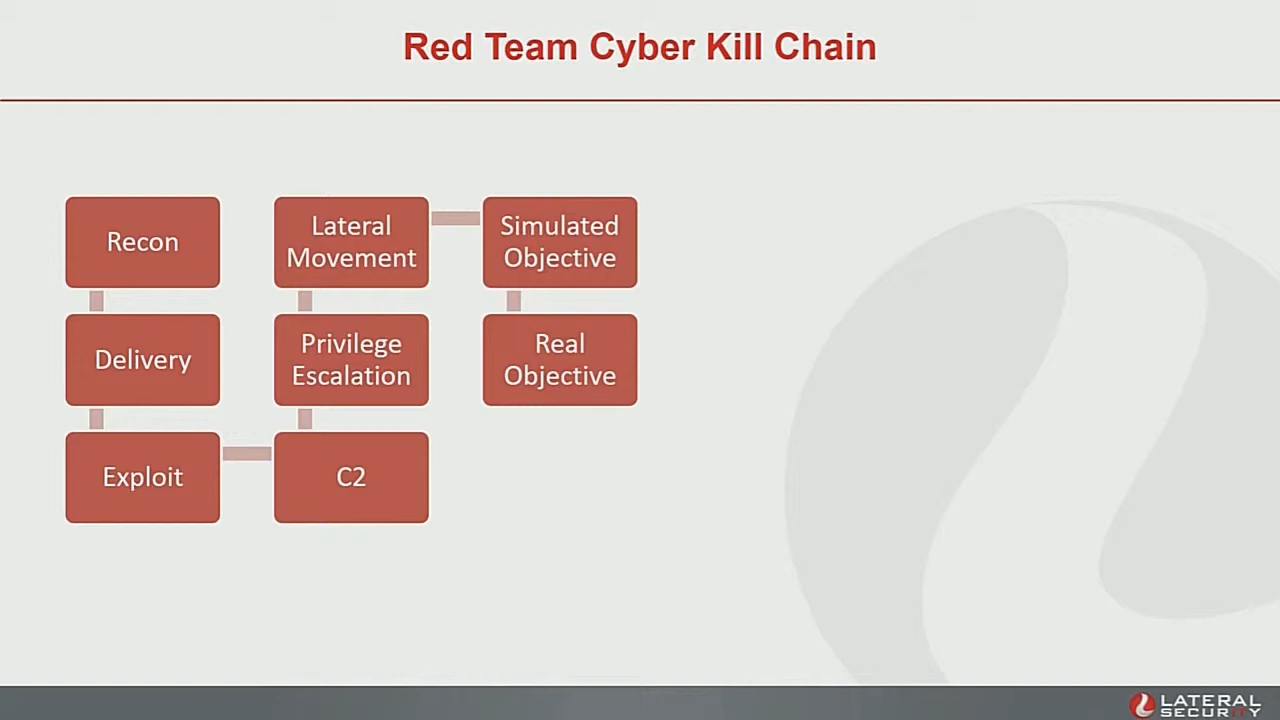 Red Team Cyber Kill Chain
Recon
Delivery
Exploit
C2
Privilege
Escalation
Lateral
Movement
Simulated
Objective
Real
Objective
LATERAL
SECURITY